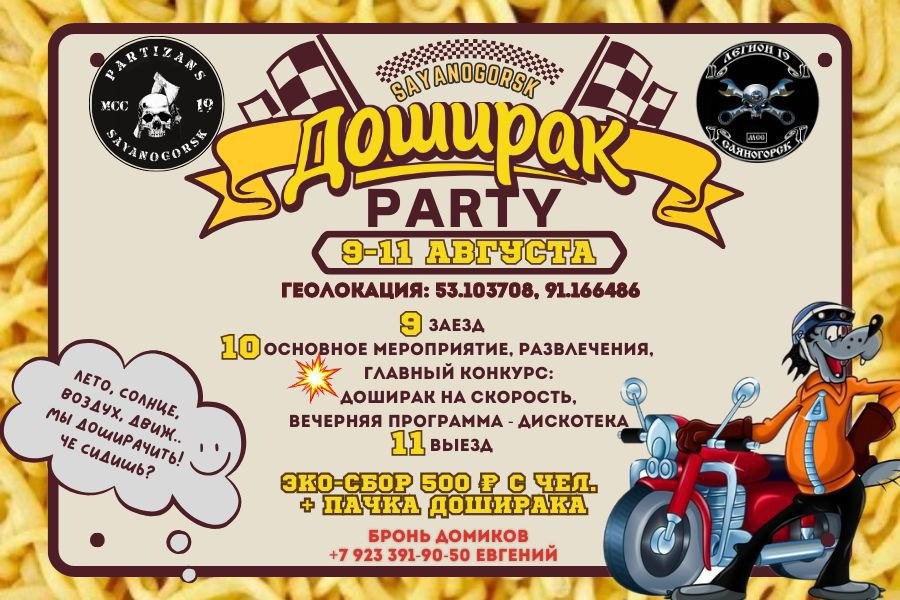 PARTIZANS
MCC 19
SAYANOGORSK
SAYANOGORSK
ЛЕГИОН 19
MCC
САЯНОГОРСК
Доширак
PARTY
9-11 АВГУСТА
ГЕОЛОКАЦИЯ: 53.103708, 91.166486
9 ЗАЕЗД
10 ОСНОВНОЕ МЕРОПРИЯТИЕ, РАЗВЛЕЧЕНИЯ,
ГЛАВНЫЙ КОНКУРС:
ДОШИРАК НА СКОРОСТЬ,
ВЕЧЕРНЯЯ ПРОГРАММА - ДИСКОТЕКА
11 ВЫЕЗД
ЛЕТО, СОЛНЦЕ,
ВОЗДУХ, ДВИЖ..
МЫ ДОШИРАЧИТЬ!
ЧЕ СИДИШЬ?
ЭКО-СБОР 500 ₽ С ЧЕЛ.
+ ПАЧКА ДОШИРАКА
БРОНЬ ДОМИКОВ
+7 923 391-90-50 ЕВГЕНИЙ